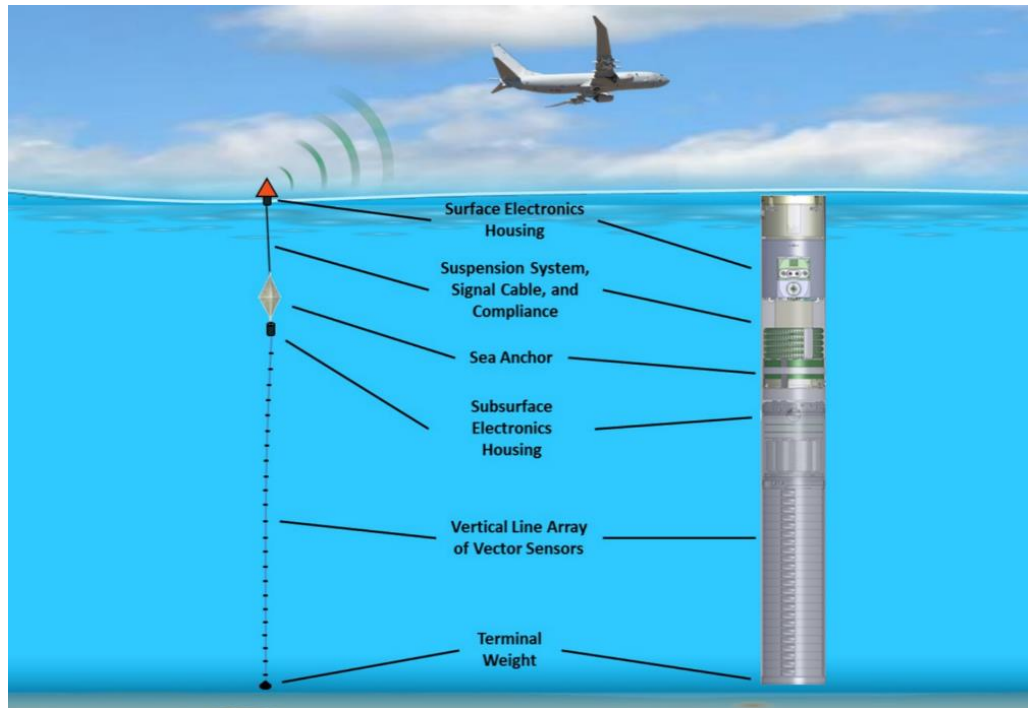 Surface Electronics
Housing
Suspension System,
Signal Cable, and
Compliance
Sea Anchor
Subsurface
Electronics
Housing
Vertical Line Array
of Vector Sensors
Terminal
Weight